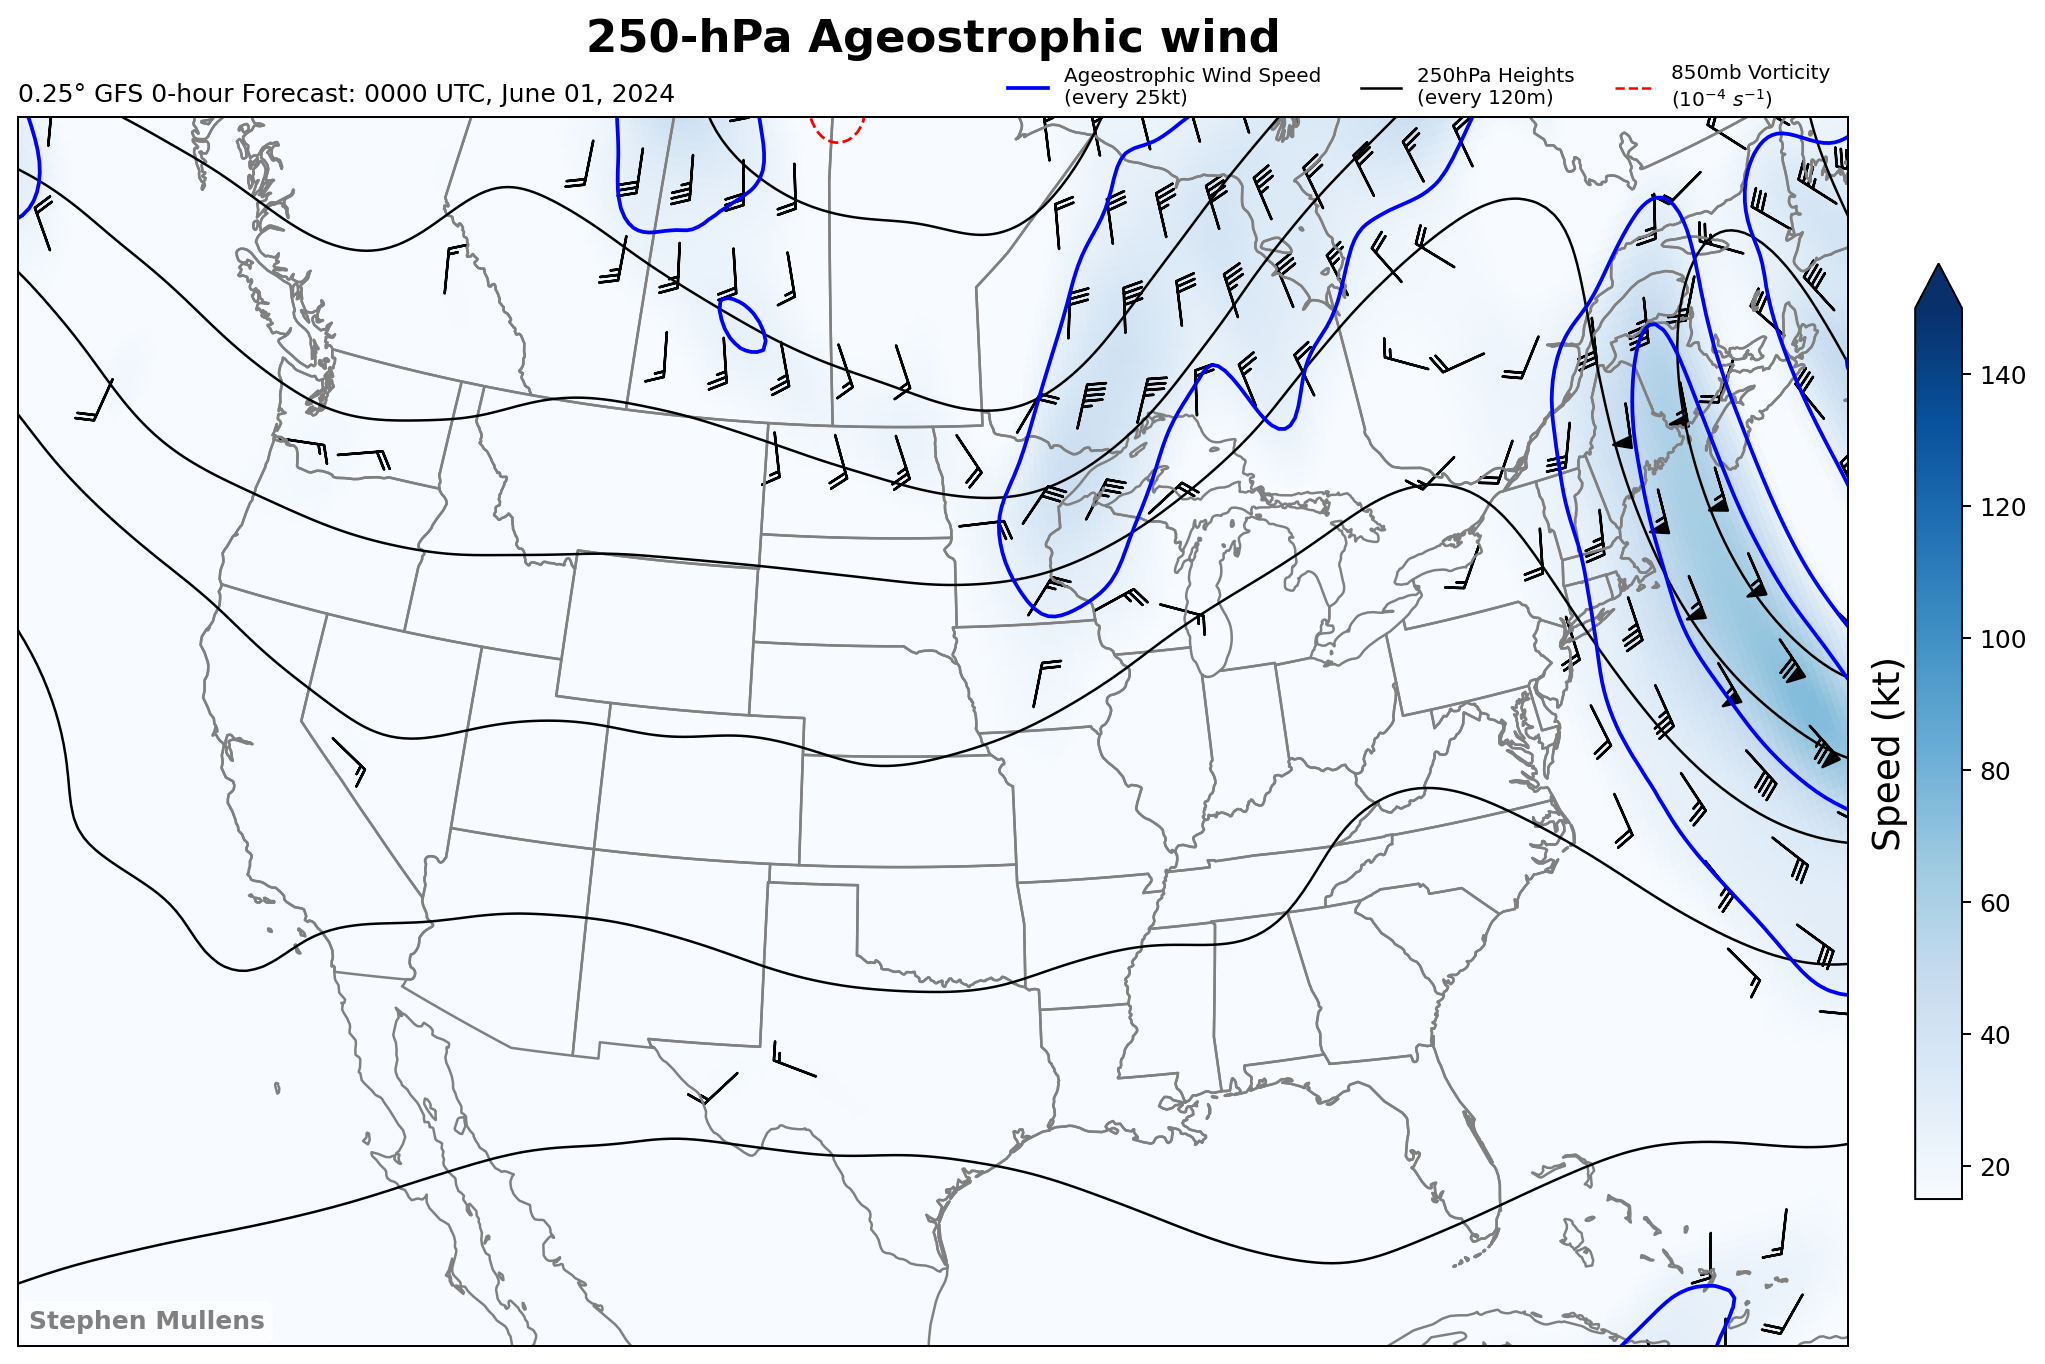 250-hPa Ageostrophic wind
0.25° GFS 0-hour Forecast: 0000 UTC, June 01, 2024
Ageostrophic Wind Speed
(every 25kt)
250hPa Heights
(every 120m)
850mb Vorticity
(10⁻⁴ s⁻¹)
140
120
100
80
60
40
20
Speed (kt)
Stephen Mullens